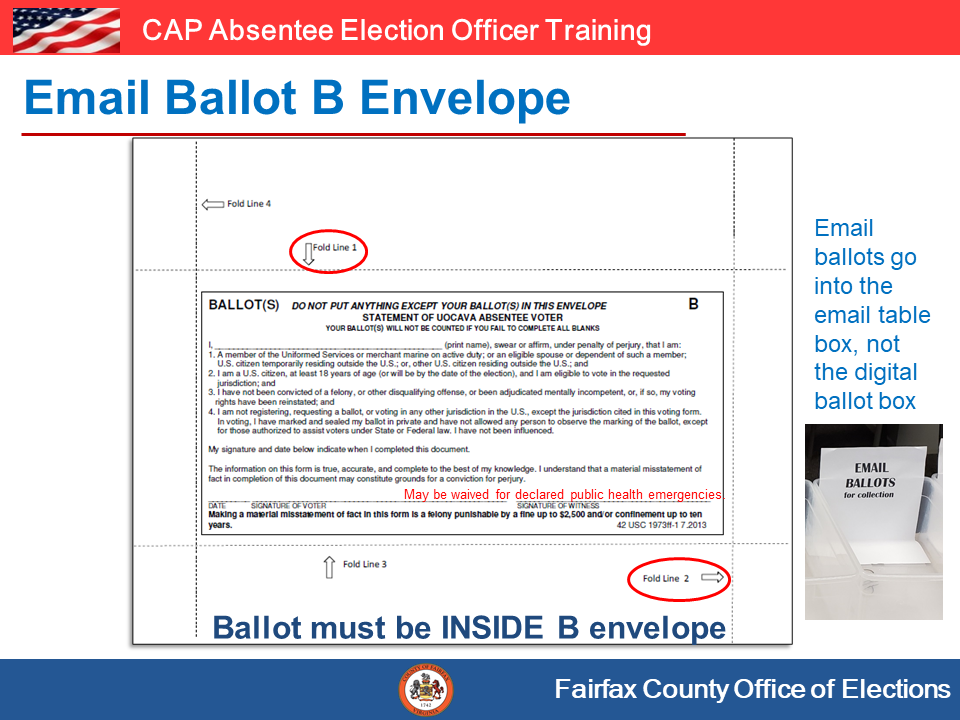 CAP Absentee Election Officer Training
Email Ballot B Envelope
Fold Line 4
Fold Line 1
BALLOT(S) DO NOT PUT ANYTHING EXCEPT YOUR BALLOT(S) IN THIS ENVELOPE B
STATEMENT OF UOCAVA ABSENTEE VOTER
YOUR BALLOT(S) WILL NOT BE COUNTED IF YOU FAIL TO COMPLETE ALL BLANKS
I, (print name), swear or affirm, under penalty of perjury, that I am:
1. A member of the Uniformed Services or merchant marine on active duty; or an eligible spouse or dependent of such a member;
U.S. citizen temporarily residing outside the U.S.; or, other U.S. citizen residing outside the U.S.; and
2. I am a U.S. citizen, at least 18 years of age (or will be by the date of the election), and I am eligible to vote in the requested
jurisdiction; and
3. I have not been convicted of a felony, or other disqualifying offense, or been adjudicated mentally incompetent, or, if so, my voting
rights have been reinstated; and
4. I am not registering, requesting a ballot, or voting in any other jurisdiction in the U.S., except the jurisdiction cited in this voting form.
In voting, I have marked and sealed my ballot in private and have not allowed any person to observe the marking of the ballot, except
for those authorized to assist voters under State or Federal law. I have not been influenced.
My signature and date below indicate when I completed this document.
The information on this form is true, accurate, and complete to the best of my knowledge. I understand that a material misstatement of
fact in completion of this document may constitute grounds for a conviction for perjury.
May be waived for declared public health emergencies.
DATE SIGNATURE OF VOTER SIGNATURE OF WITNESS
Making a material misstatement of fact in this form is a felony punishable by a fine up to $2,500 and/or confinement up to ten
years. 42 USC 1973ff-1 7.2013
Fold Line 3
Fold Line 2
Ballot must be INSIDE B envelope
Email
ballots go
into the
email table
box, not
the digital
ballot box
EMAIL
BALLOTS
for collection
COUNTY OF FAIRFAX
1742
VIRGINIA
Fairfax County Office of Elections